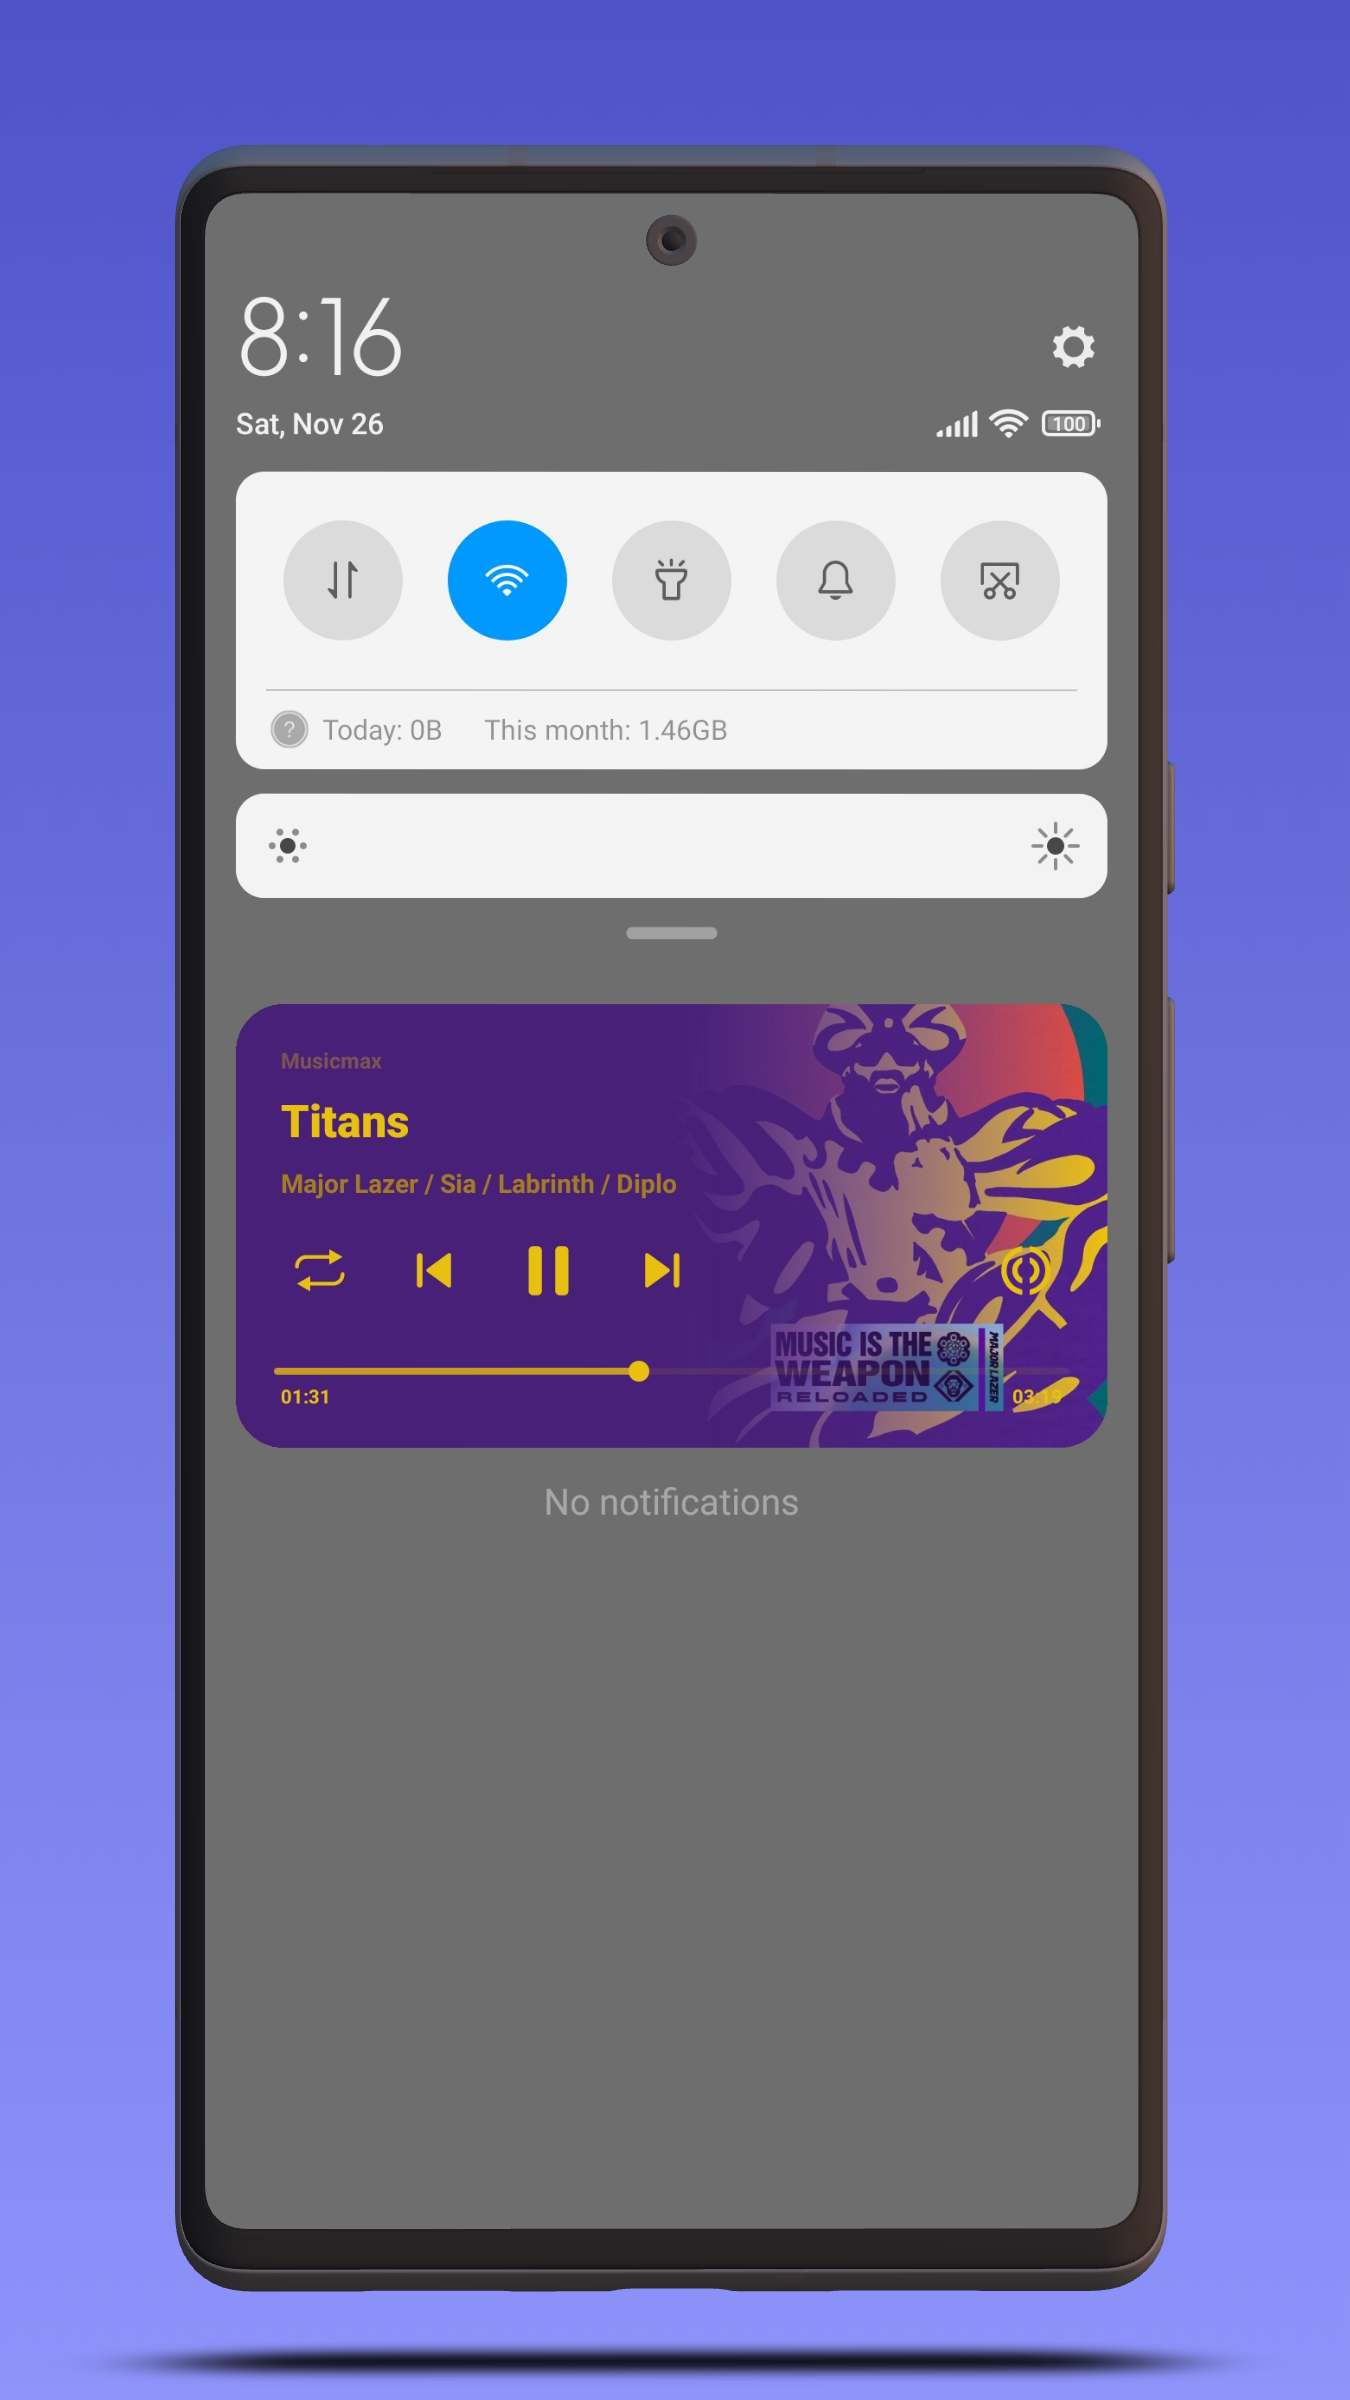 8:16
Sat, Nov 26
100
?
Today: 0B This month: 1.46GB
Musicmax
Titans
Major Lazer / Sia / Labrinth / Diplo
MUSIC IS THE
WEAPON
RELOADED
MAJOR LAZER
01:31
03:19
No notifications